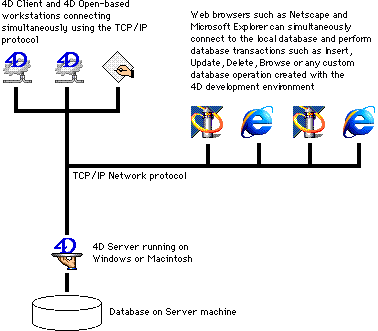 4D Client and 4D Open-based
workstations connecting
simultaneously using the TCP/IP
protocol
Web browsers such as Netscape and
Microsoft Explorer can simultaneously
connect to the local database and perform
database transactions such as Insert,
Update, Delete, Browse or any custom
database operation created with the
4D development environment
4D
4D
TCP/IP Network protocol
4D
4D Server running on
Windows or Macintosh
Database on Server machine